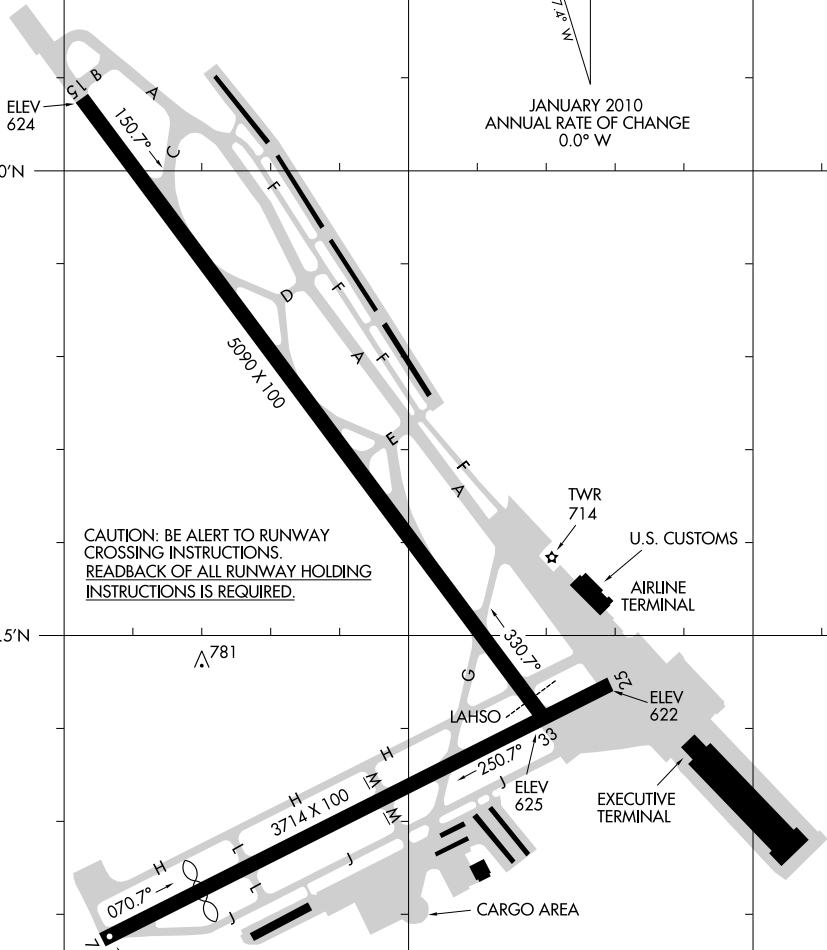 7.4° W
JANUARY 2010
ANNUAL RATE OF CHANGE
0.0° W
B
A
15
ELEV
624
150.7°
C
0'N
F
D
F
A
F
5090 X 100
E
F
A
TWR
714
U.S. CUSTOMS
AIRLINE
TERMINAL
CAUTION: BE ALERT TO RUNWAY
CROSSING INSTRUCTIONS.
READBACK OF ALL RUNWAY HOLDING
INSTRUCTIONS IS REQUIRED.
.5'N
781
330.7°
G
25
ELEV
622
LAHSO
33
H
250.7°
M
J
ELEV
625
H
3714 X 100
M
EXECUTIVE
TERMINAL
L
J
H
L
070.7°
J
CARGO AREA
7